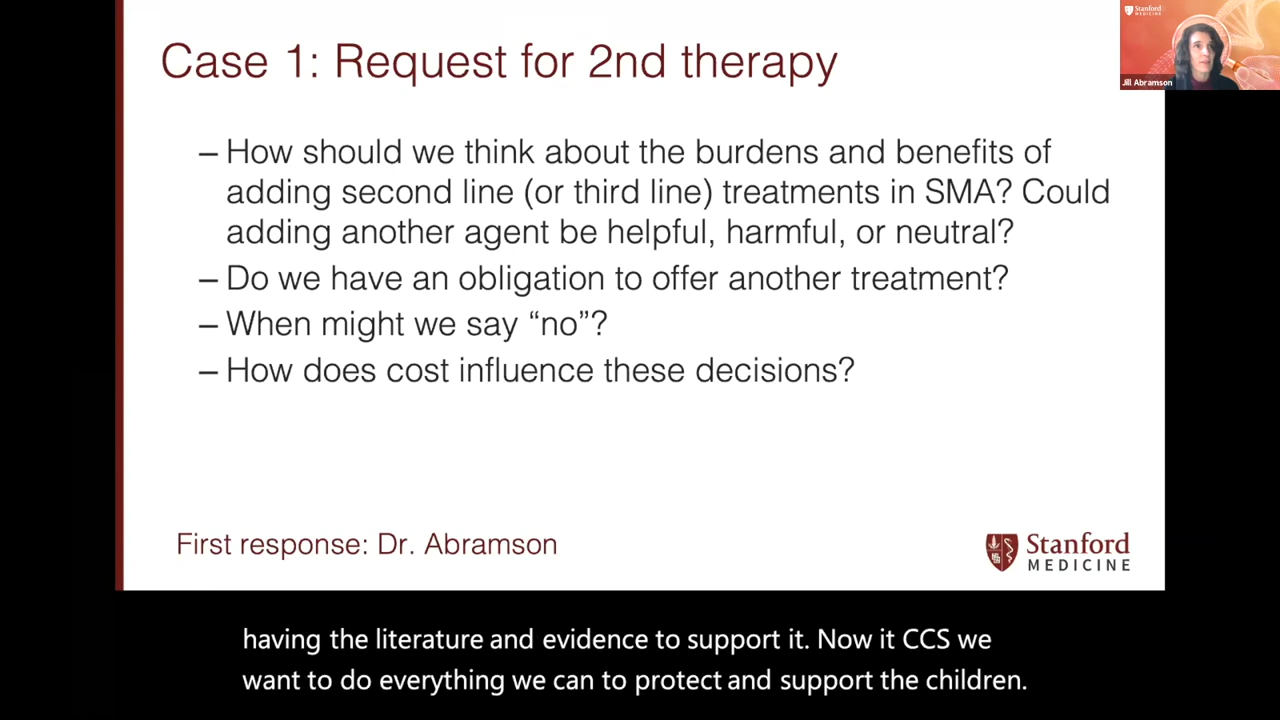 Case 1: Request for 2nd therapy
– How should we think about the burdens and benefits of
adding second line (or third line) treatments in SMA? Could
adding another agent be helpful, harmful, or neutral?
– Do we have an obligation to offer another treatment?
– When might we say “no”?
– How does cost influence these decisions?
First response: Dr. Abramson
Stanford
MEDICINE
Stanford
MEDICINE
Jill Abramson
having the literature and evidence to support it. Now it CCS we
want to do everything we can to protect and support the children.